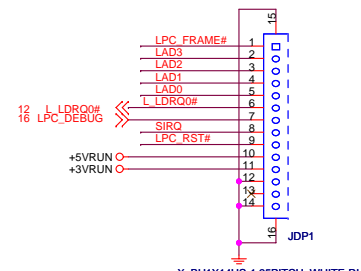 15
LPC_FRAME# 1
LAD3 2
LAD2 3
LAD1 4
LAD0 5
12 L_LDRQ0# L_LDRQ0# 6
16 LPC_DEBUG 7
SIRQ 8
LPC_RST# 9
+5VRUN 10
+3VRUN 11
12
13
14
16
JDP1